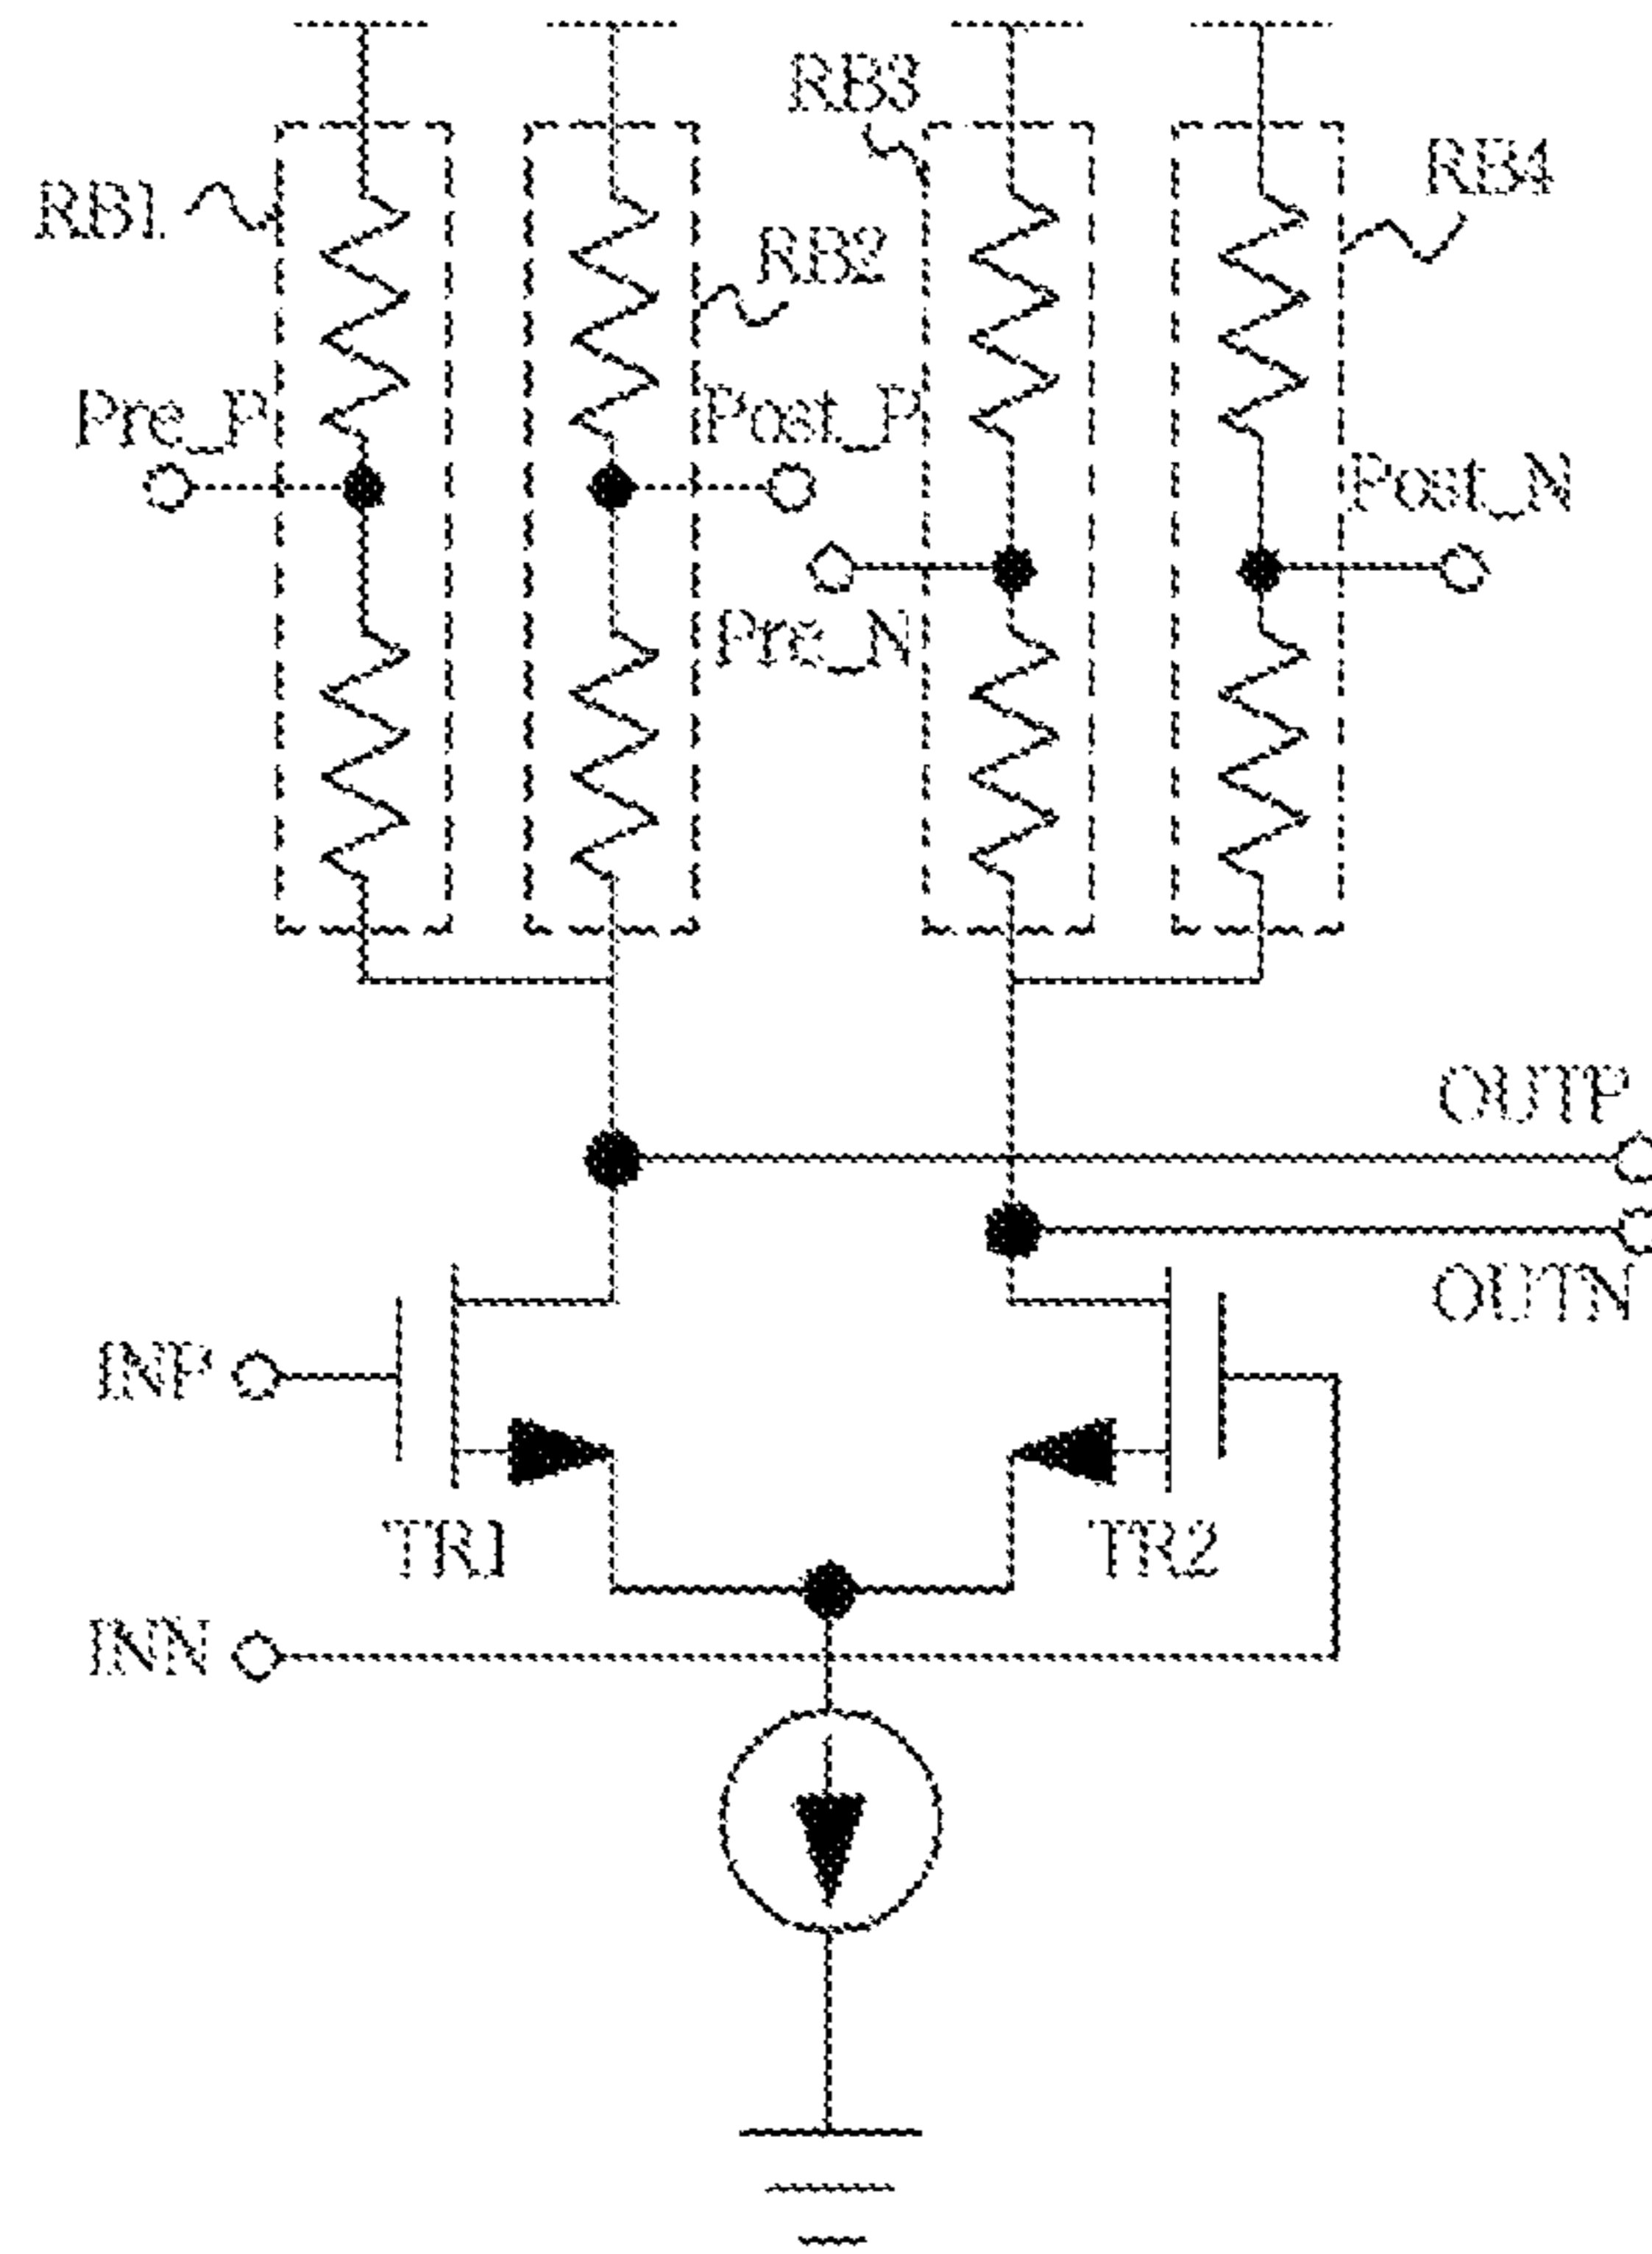 RB3
RB4
RB1
RB2
Pre_P
Post_P
Post_N
Pre_N
OUTP
OUTN
INP
TR1
TR2
INN